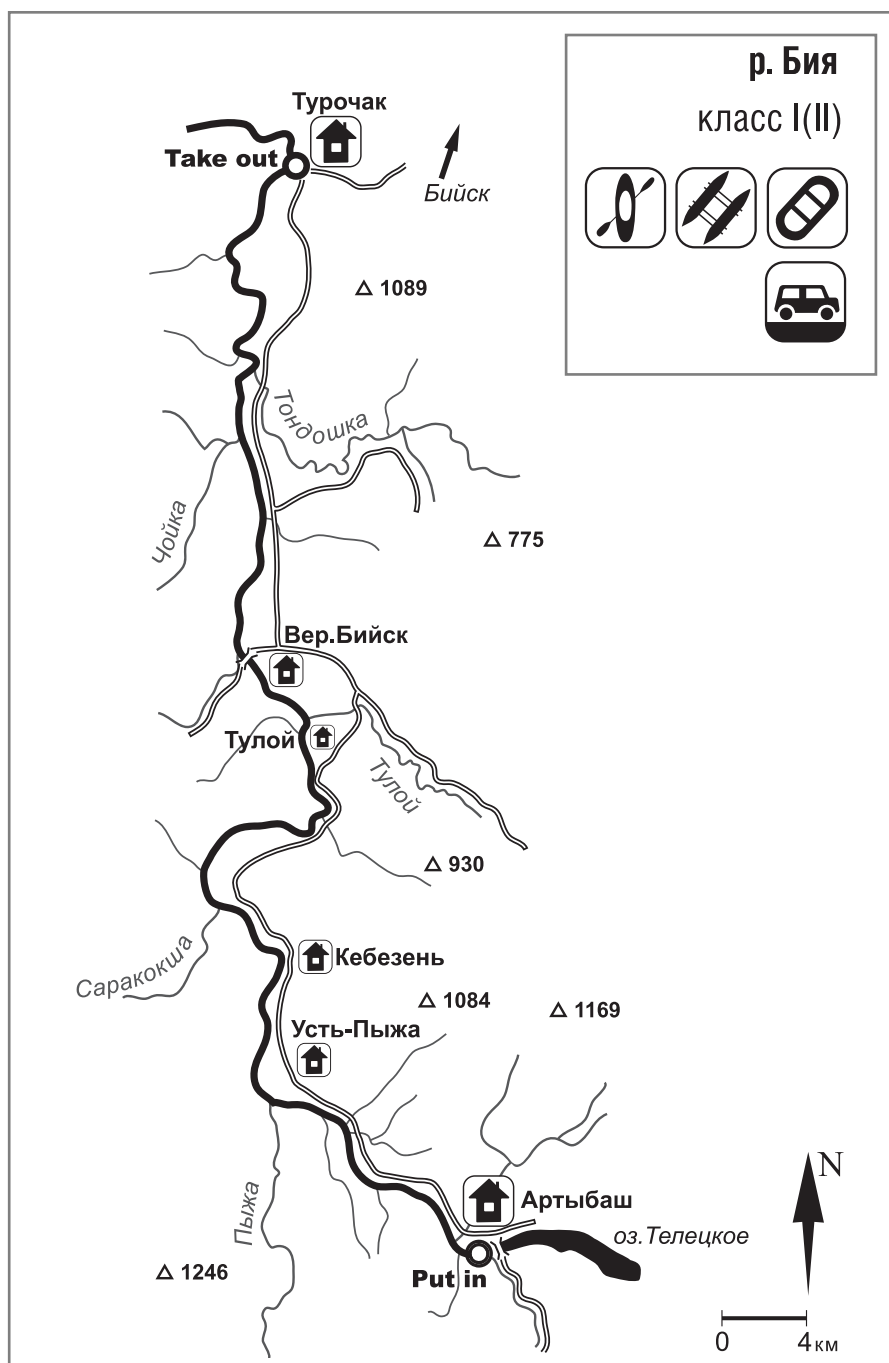 р. Бия
класс I(II)
Турочак
Take out
Бийск
△ 1089
Тондошка
Чойка
△ 775
Вер.Бийск
Тулой
Тулой
△ 930
Саракокша
Кебезень
△ 1084
△ 1169
Усть-Пыжа
Пыжа
Артыбаш
оз.Телецкое
△ 1246
Put in
N
0 4 км